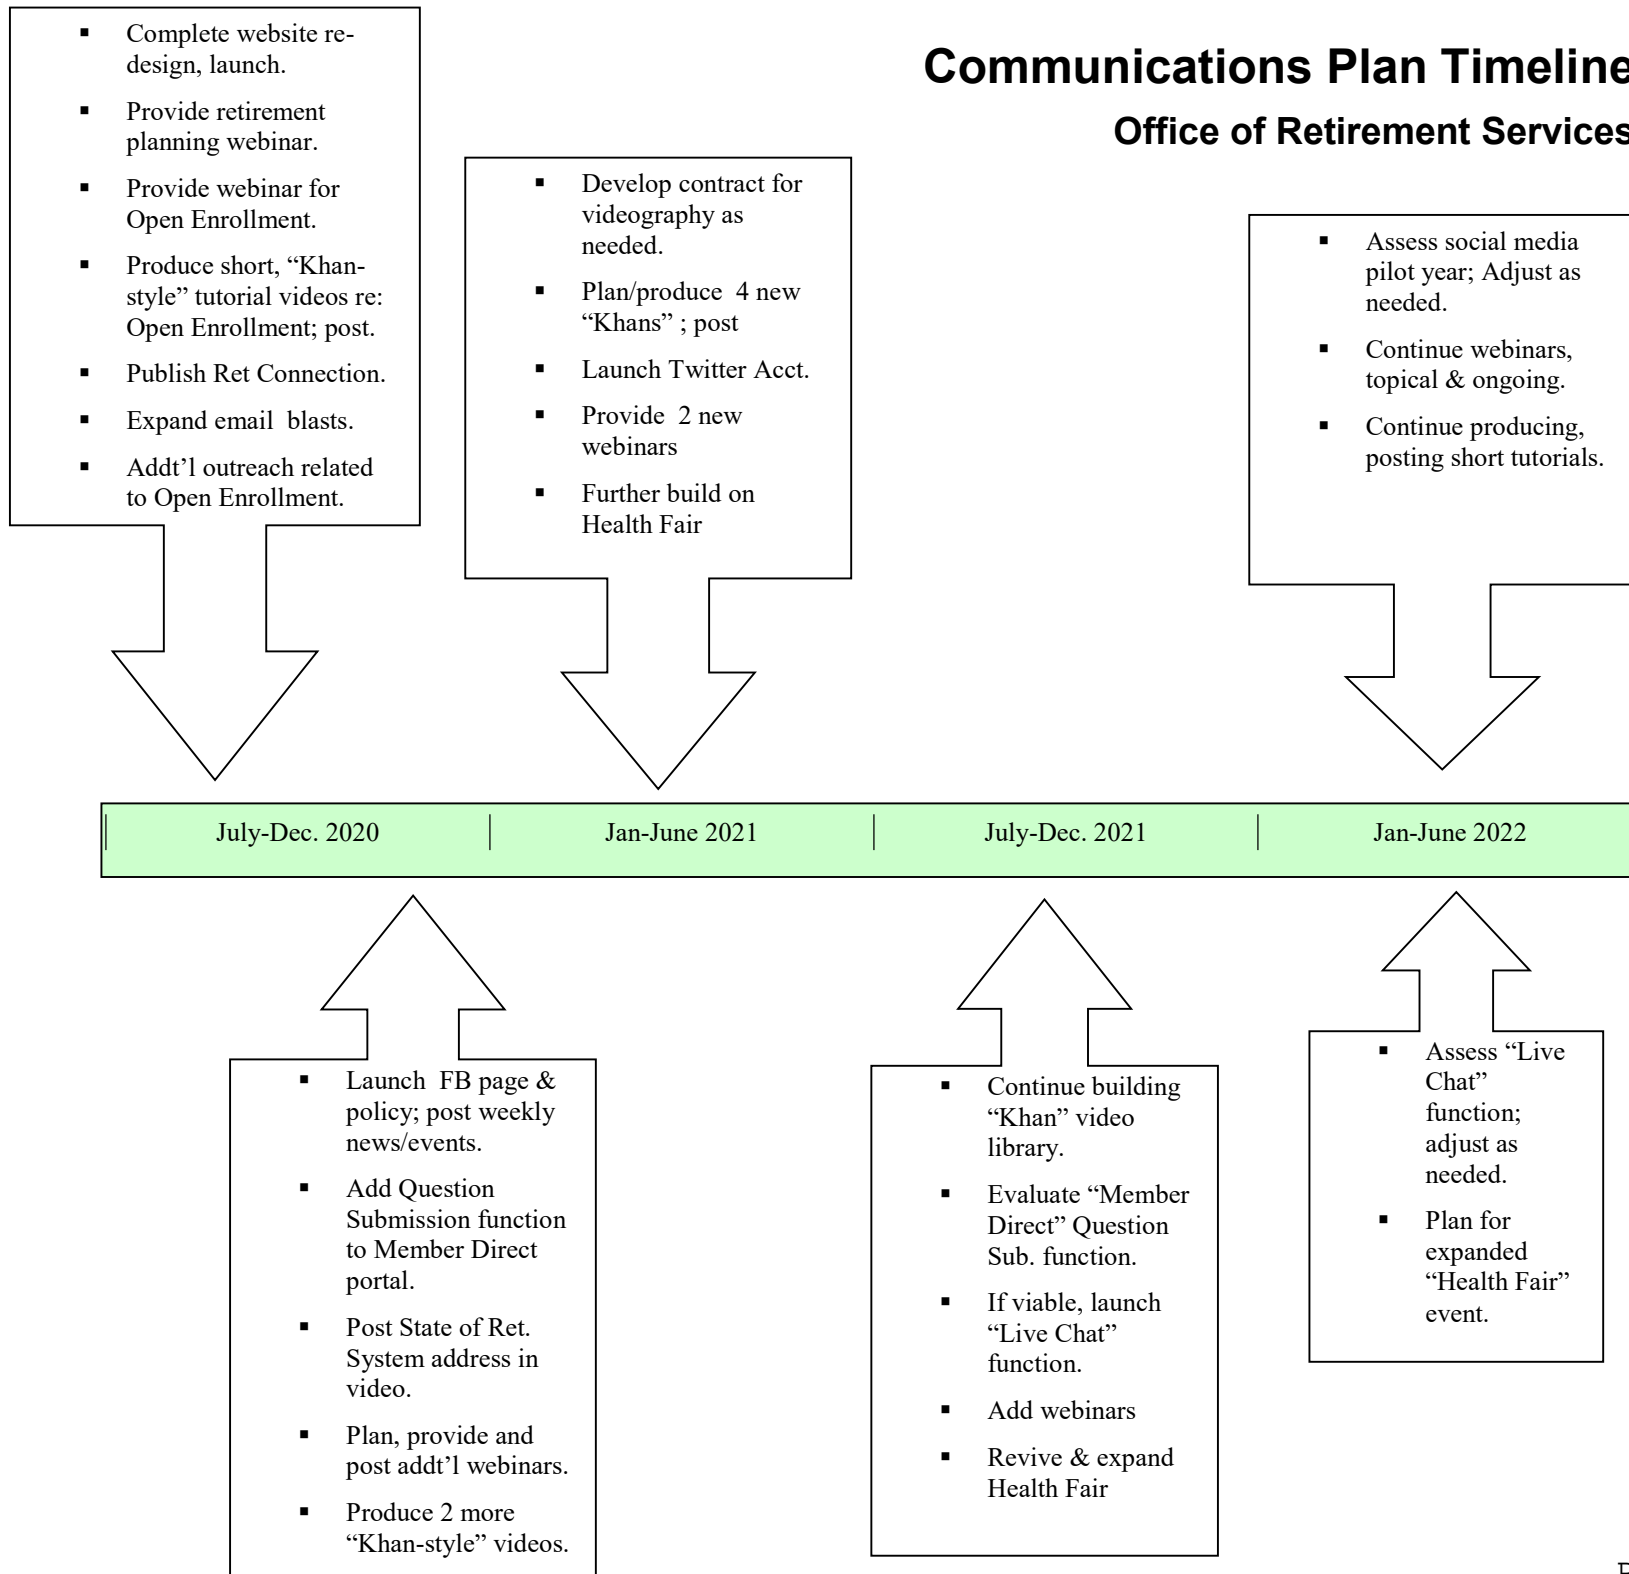 Communications Plan Timeline
Office of Retirement Services
▪ Complete website re-
design, launch.
▪ Provide retirement
planning webinar.
▪ Provide webinar for
Open Enrollment.
▪ Produce short, “Khan-
style” tutorial videos re:
Open Enrollment; post.
▪ Publish Ret Connection.
▪ Expand email blasts.
▪ Addt’l outreach related
to Open Enrollment.
▪ Develop contract for
videography as
needed.
▪ Plan/produce 4 new
“Khans” ; post
▪ Launch Twitter Acct.
▪ Provide 2 new
webinars
▪ Further build on
Health Fair
▪ Assess social media
pilot year; Adjust as
needed.
▪ Continue webinars,
topical & ongoing.
▪ Continue producing,
posting short tutorials.
July-Dec. 2020
Jan-June 2021
July-Dec. 2021
Jan-June 2022
▪ Launch FB page &
policy; post weekly
news/events.
▪ Add Question
Submission function
to Member Direct
portal.
▪ Post State of Ret.
System address in
video.
▪ Plan, provide and
post addt’l webinars.
▪ Produce 2 more
“Khan-style” videos.
▪ Continue building
“Khan” video
library.
▪ Evaluate “Member
Direct” Question
Sub. function.
▪ If viable, launch
“Live Chat”
function.
▪ Add webinars
▪ Revive & expand
Health Fair
▪ Assess “Live
Chat”
function;
adjust as
needed.
▪ Plan for
expanded
“Health Fair”
event.